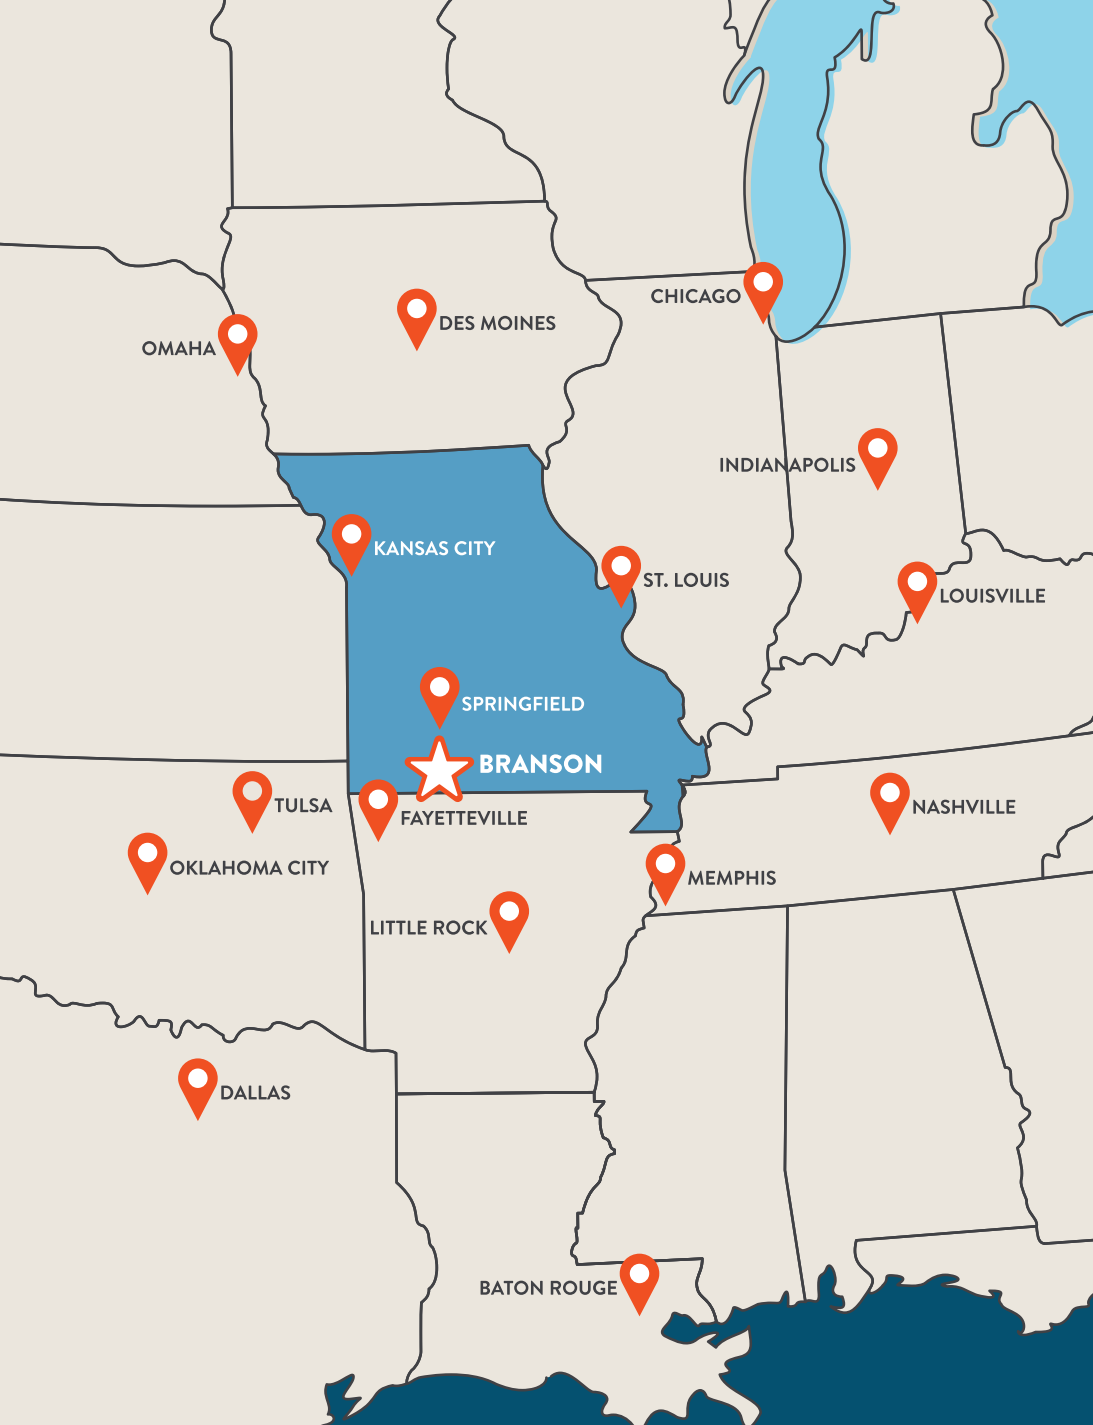 CHICAGO
DES MOINES
OMAHA
INDIANAPOLIS
KANSAS CITY
ST. LOUIS
LOUISVILLE
SPRINGFIELD
BRANSON
TULSA
NASHVILLE
FAYETTEVILLE
OKLAHOMA CITY
MEMPHIS
LITTLE ROCK
DALLAS
BATON ROUGE